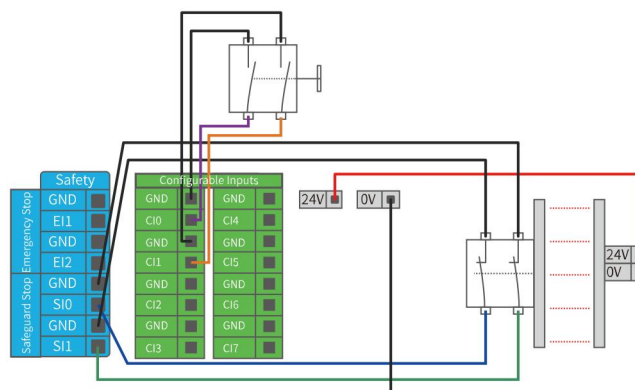 Safety
Emergency Stop
GND
EI1
GND
EI2
Safeguard Stop
GND
SI0
GND
SI1
Configurable Inputs
GND
CI0
GND
CI1
GND
CI2
GND
CI3
GND
CI4
GND
CI5
GND
CI6
GND
CI7
24V
0V
24V
0V